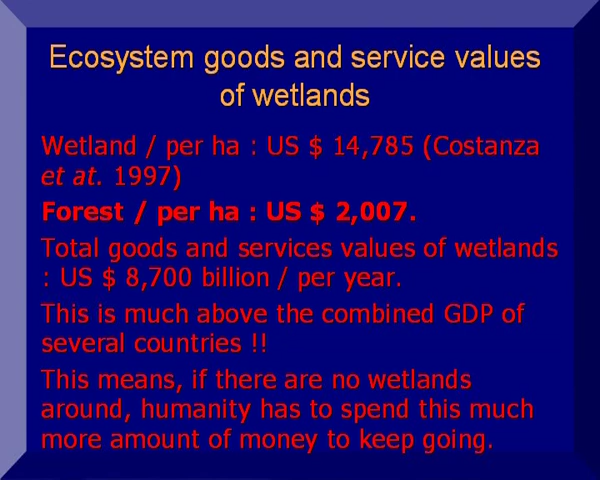 Ecosystem goods and service values
of wetlands
Wetland / per ha : US $ 14,785 (Costanza
et at. 1997)
Forest / per ha : US $ 2,007.
Total goods and services values of wetlands
: US $ 8,700 billion / per year.
This is much above the combined GDP of
several countries !!
This means, if there are no wetlands
around, humanity has to spend this much
more amount of money to keep going.